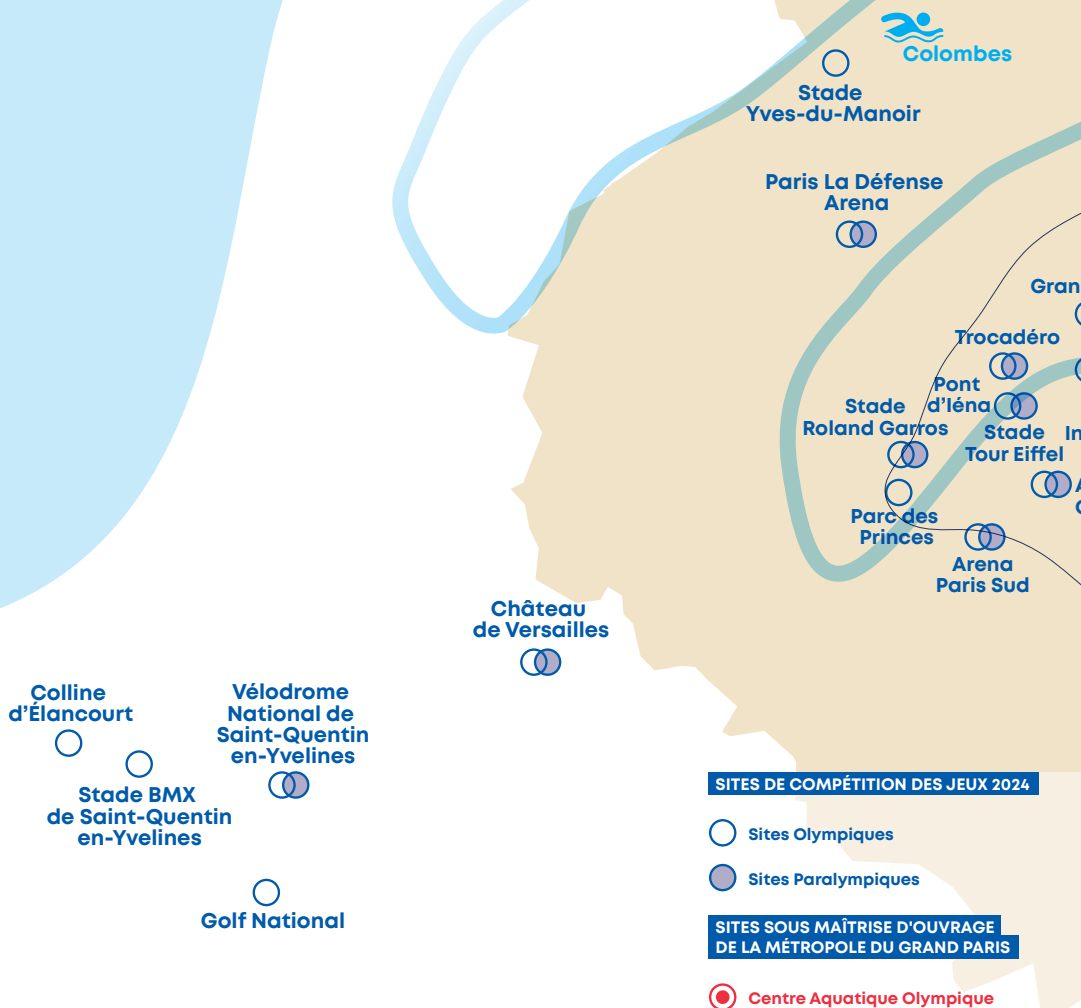 Colombes
Stade
Yves-du-Manoir
Paris La Défense
Arena
Gran
Trocadéro
Pont
d'Iéna
Stade
Roland Garros
Stade
Tour Eiffel
In
Parc des
Princes
Arena
Paris Sud
Château
de Versailles
Colline
d'Élancourt
Vélodrome
National de
Saint-Quentin
en-Yvelines
Stade BMX
de Saint-Quentin
en-Yvelines
Golf National
SITES DE COMPÉTITION DES JEUX 2024
Sites Olympiques
Sites Paralympiques
SITES SOUS MAÎTRISE D'OUVRAGE
DE LA MÉTROPOLE DU GRAND PARIS
Centre Aquatique Olympique